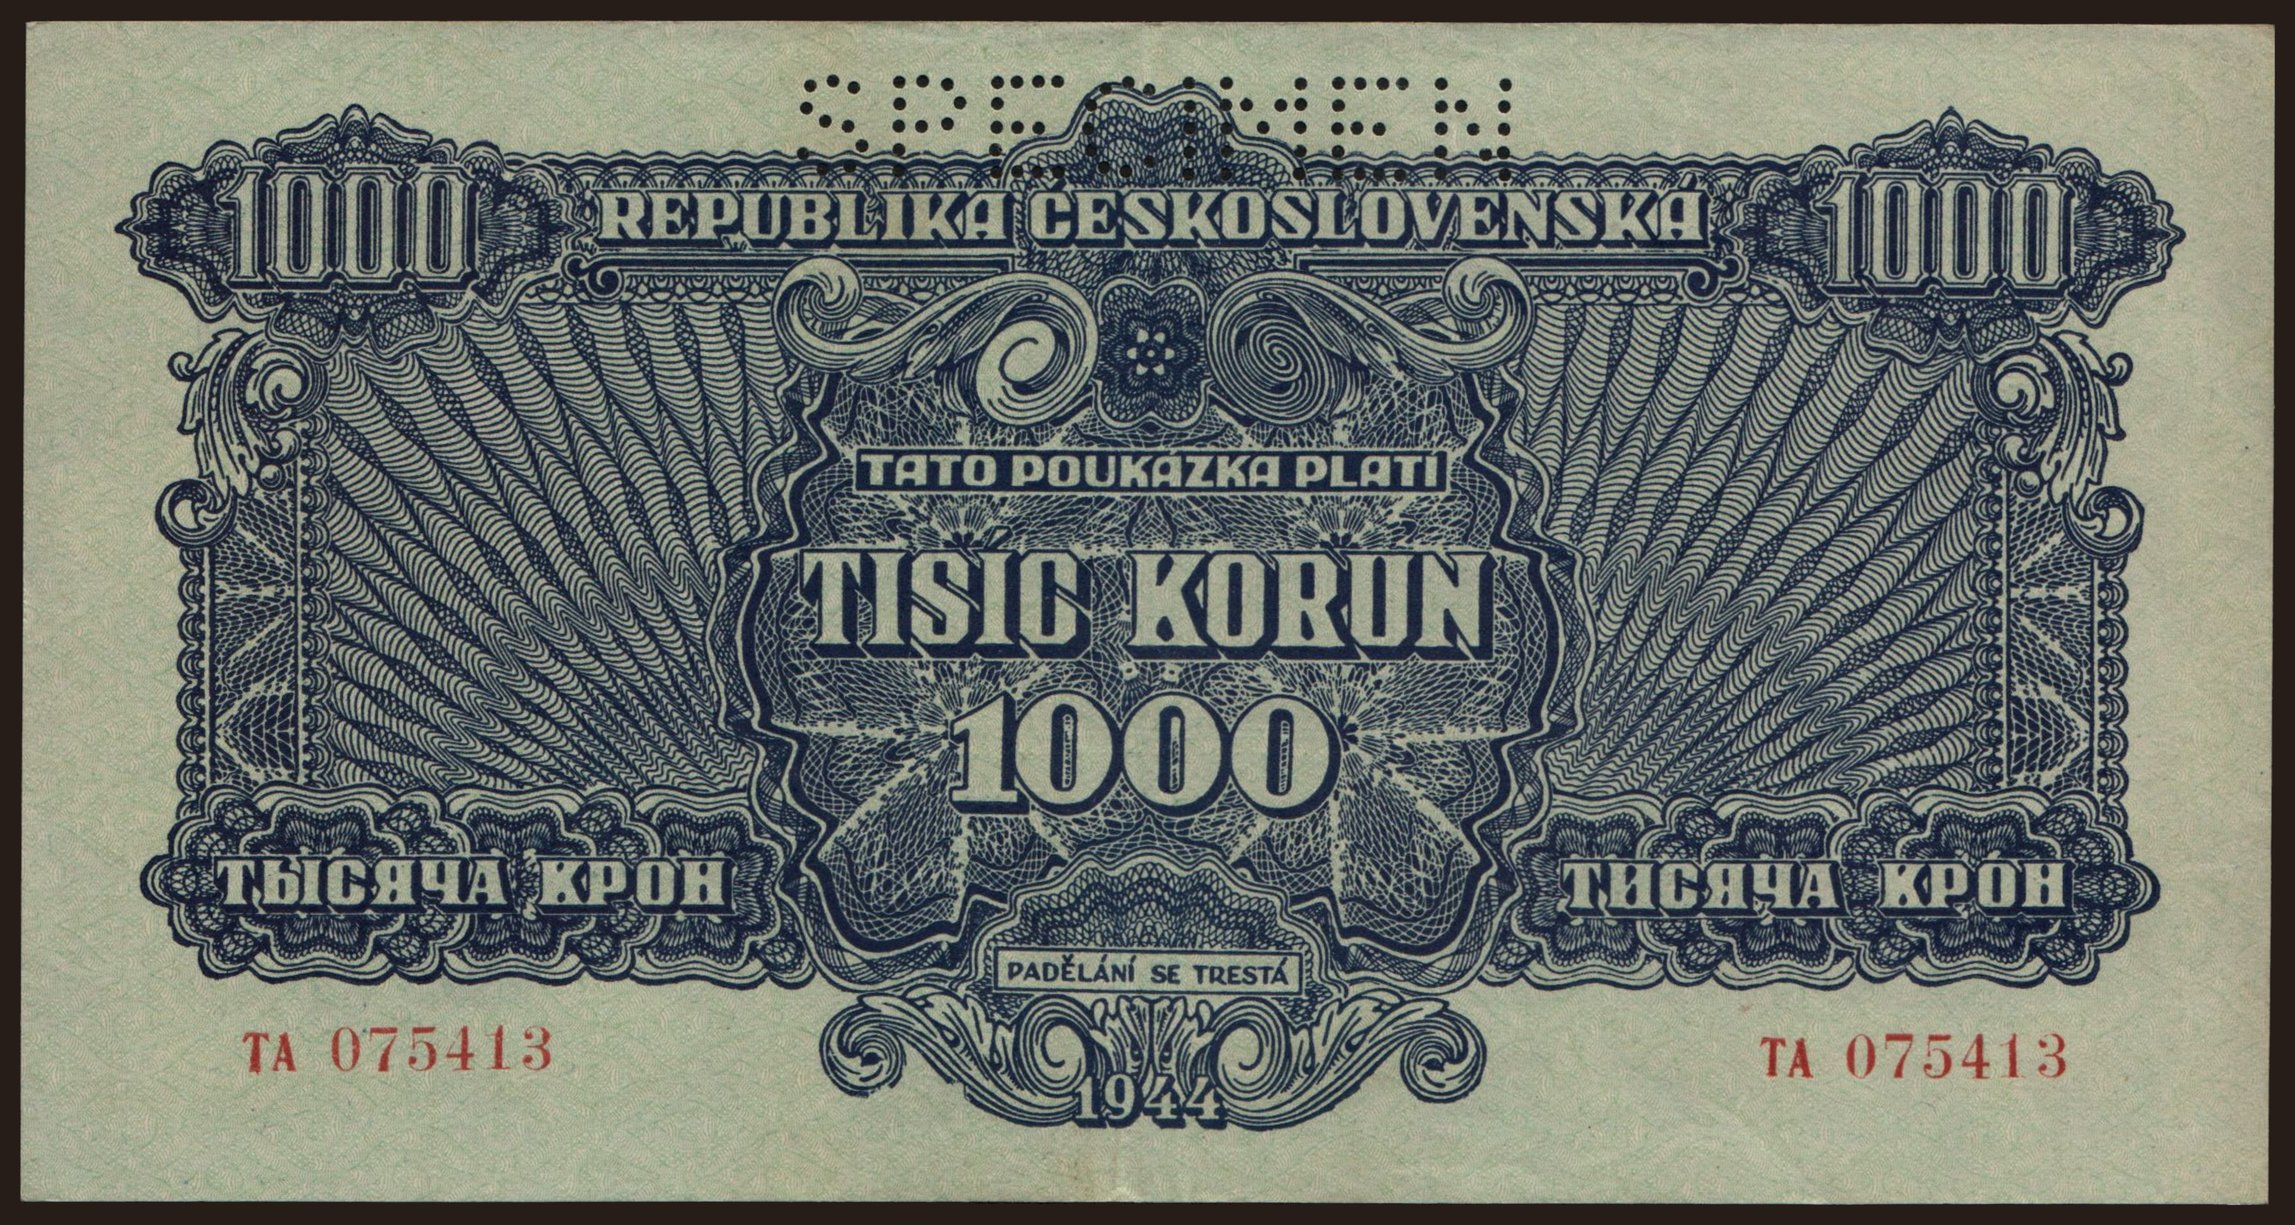 SPECIMEN
1000 REPUBLIKA ČESKOSLOVENSKÁ 1000
TATO POUKÁZKA PLATÍ
TISÍC KORUN
1000
ТЫСЯЧА КРОН
ТИСЯЧА КРОН
PADĚLÁNÍ SE TRESTÁ
TA 075413
TA 075413
1944